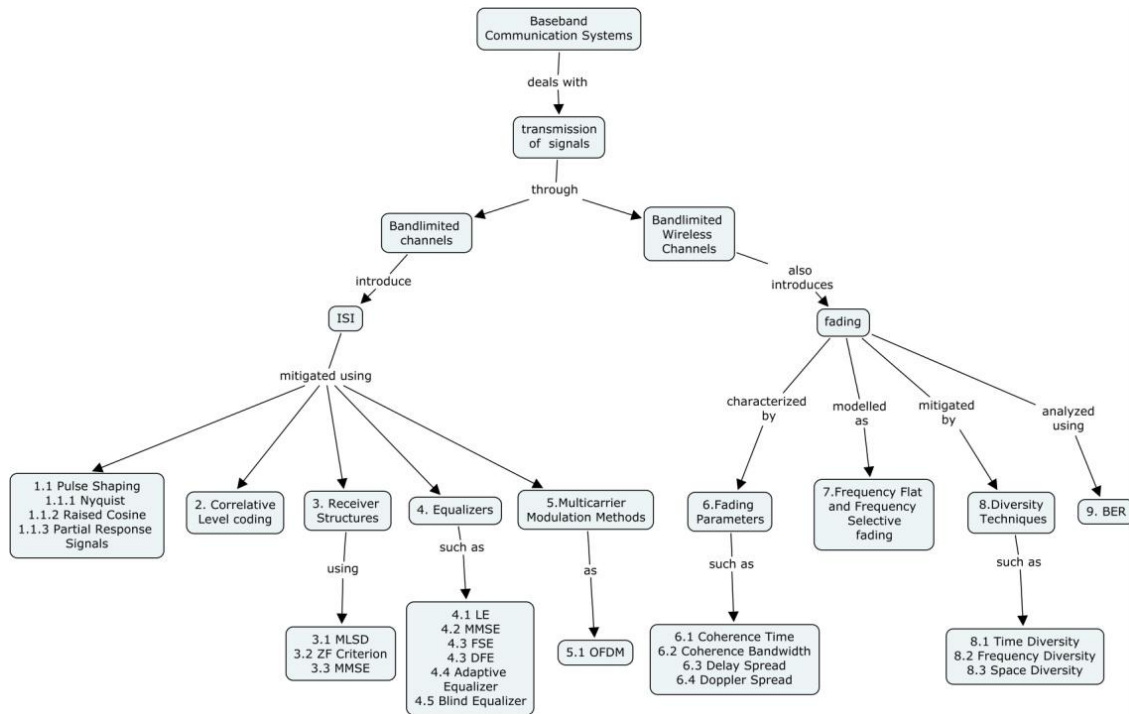 Baseband
Communication Systems
deals with
transmission
of signals
through
Bandlimited
channels
Bandlimited
Wireless
Channels
introduce
also
introduces
ISI
fading
mitigated using
characterized
by
modelled
as
mitigated
by
analyzed
using
1.1 Pulse Shaping
1.1.1 Nyquist
1.1.2 Raised Cosine
1.1.3 Partial Response
Signals
2. Correlative
Level coding
3. Receiver
Structures
4. Equalizers
5.Multicarrier
Modulation Methods
6.Fading
Parameters
7.Frequency Flat
and Frequency
Selective
fading
8.Diversity
Techniques
9. BER
using
such as
as
such as
such as
3.1 MLSD
3.2 ZF Criterion
3.3 MMSE
4.1 LE
4.2 MMSE
4.3 FSE
4.3 DFE
4.4 Adaptive
Equalizer
4.5 Blind Equalizer
5.1 OFDM
6.1 Coherence Time
6.2 Coherence Bandwidth
6.3 Delay Spread
6.4 Doppler Spread
8.1 Time Diversity
8.2 Frequency Diversity
8.3 Space Diversity